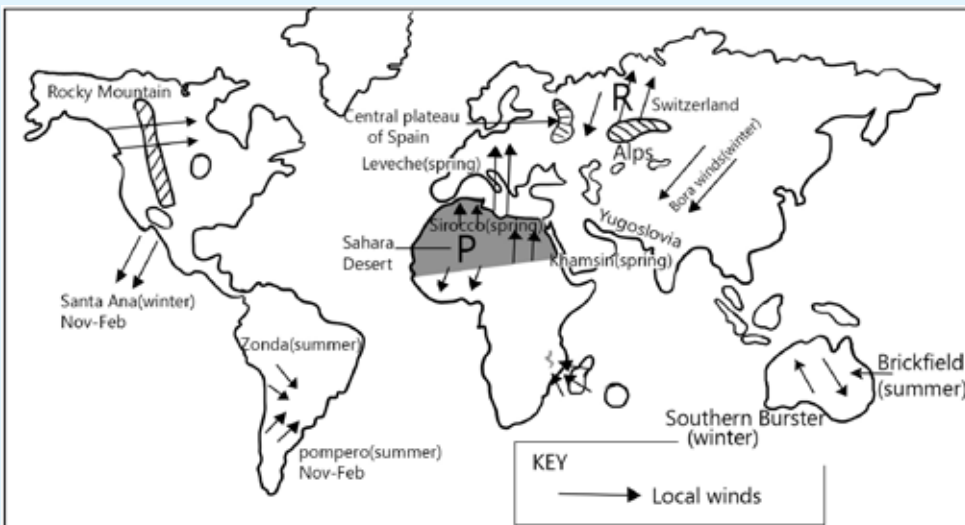 Rocky Mountain
Central plateau
of Spain
Leveche(spring)
R
Switzerland
Alps
Bora winds(winter)
Yugoslovia
Sirocco(spring)
P
Sahara
Desert
Khamsin(spring)
Santa Ana(winter)
Nov-Feb
Zonda(summer)
pompero(summer)
Nov-Feb
Brickfield
(summer)
Southern Burster
(winter)
KEY
Local winds